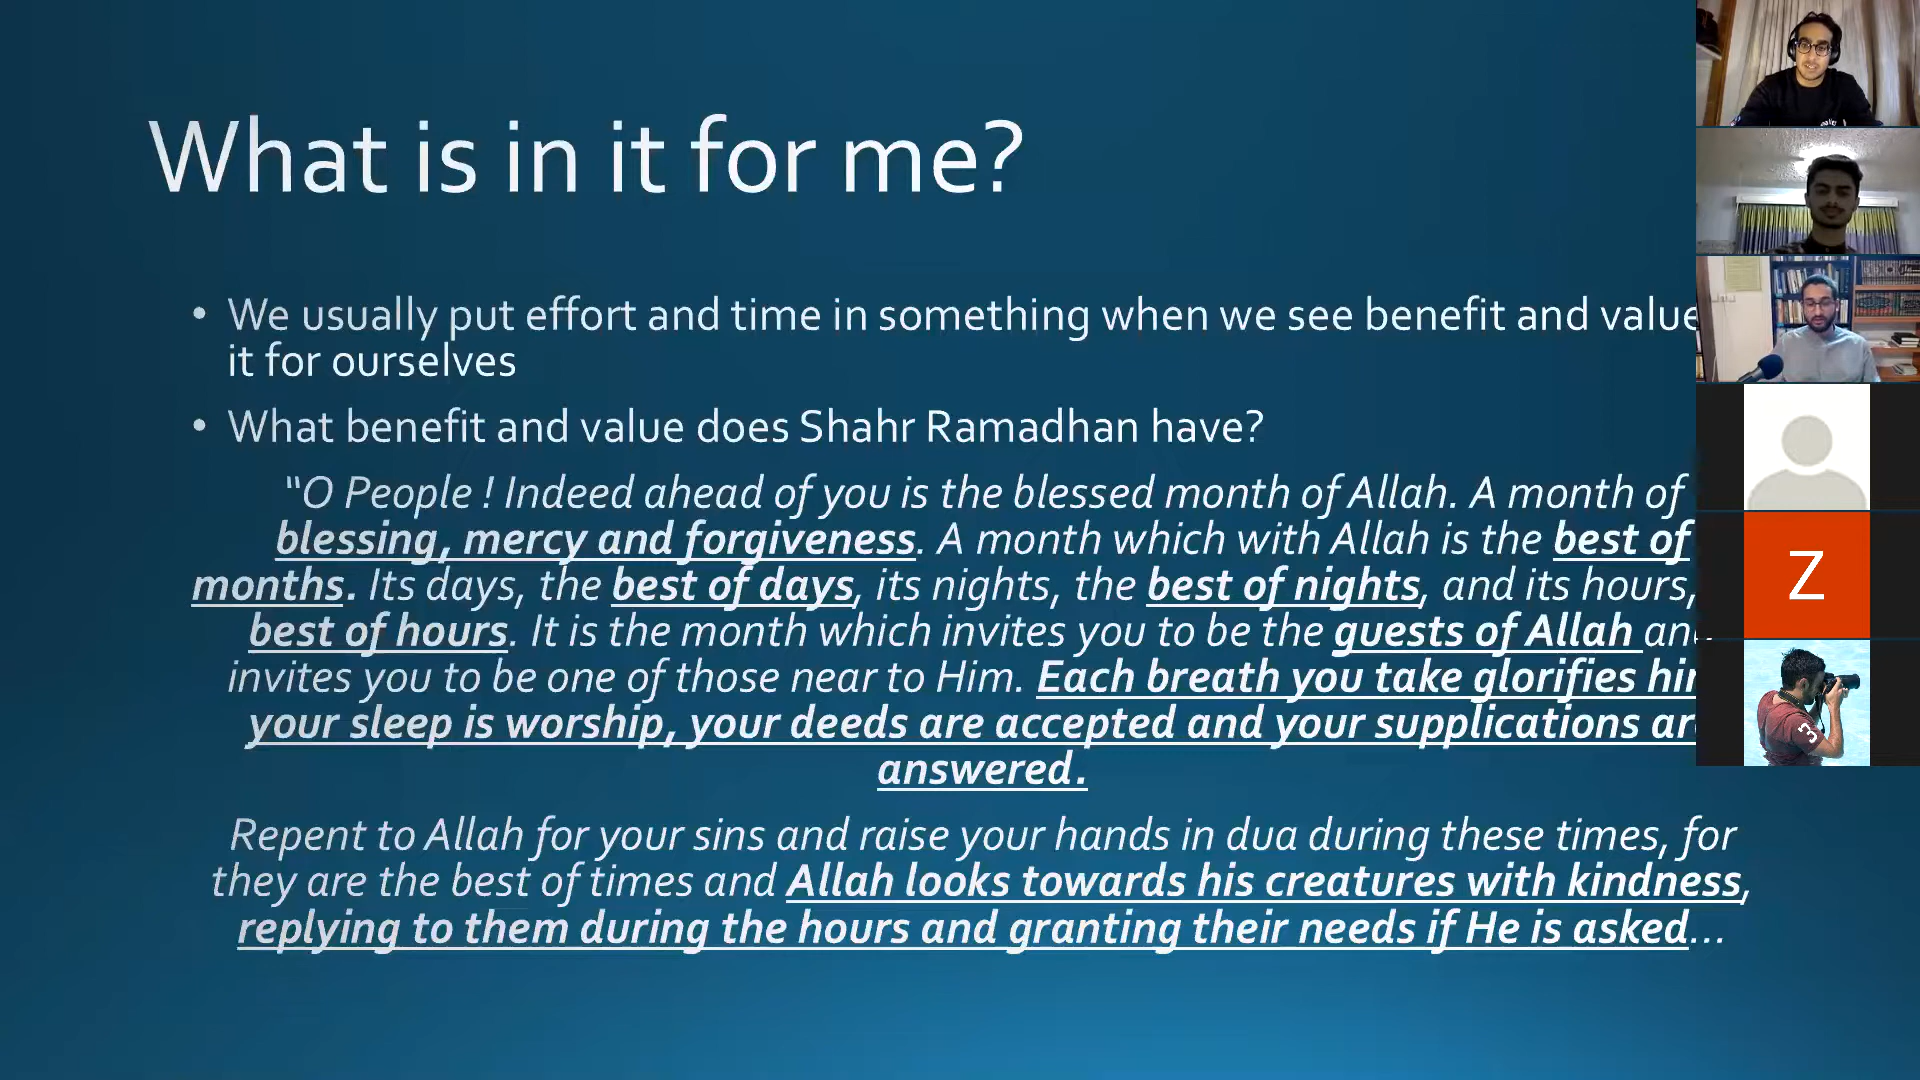 What is in it for me?
• We usually put effort and time in something when we see benefit and value
it for ourselves
• What benefit and value does Shahr Ramadhan have?
“O People ! Indeed ahead of you is the blessed month of Allah. A month of
blessing, mercy and forgiveness. A month which with Allah is the best of
months. Its days, the best of days, its nights, the best of nights, and its hours,
best of hours. It is the month which invites you to be the guests of Allah and
invites you to be one of those near to Him. Each breath you take glorifies
your sleep is worship, your deeds are accepted and your supplications
answered.
Repent to Allah for your sins and raise your hands in dua during these times, for
they are the best of times and Allah looks towards his creatures with kindness,
replying to them during the hours and granting their needs if He is asked…
Z
3